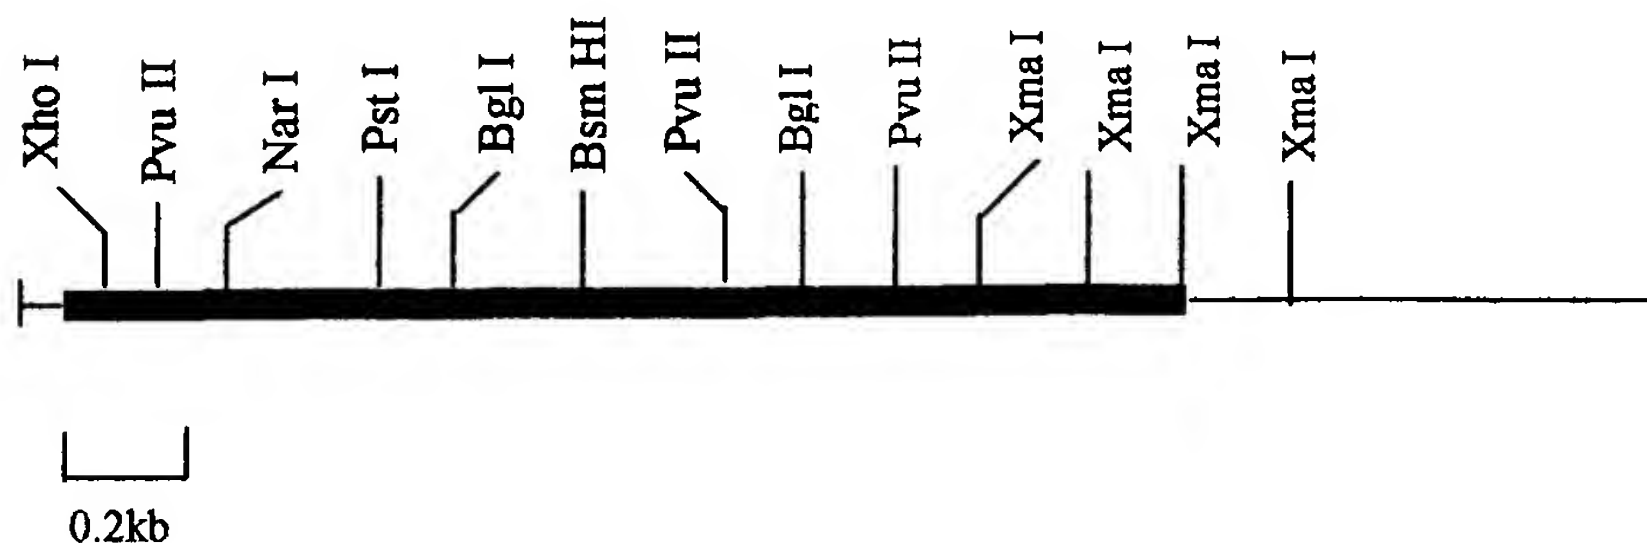 Xho I
Pvu II
Nar I
Pst I
Bgl I
Bsm HI
Pvu II
Bgl I
Pvu II
Xma I
Xma I
Xma I
Xma I
0.2kb